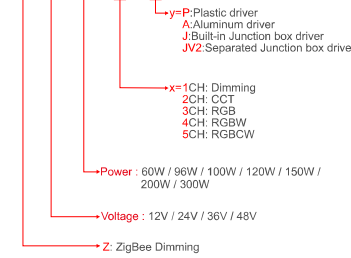 y=P:Plastic driver
A:Aluminum driver
J:Built-in Junction box driver
JV2:Separated Junction box drive
x=1CH: Dimming
2CH: CCT
3CH: RGB
4CH: RGBW
5CH: RGBCW
Power : 60W / 96W / 100W / 120W / 150W /
200W / 300W
Voltage : 12V / 24V / 36V / 48V
Z: ZigBee Dimming